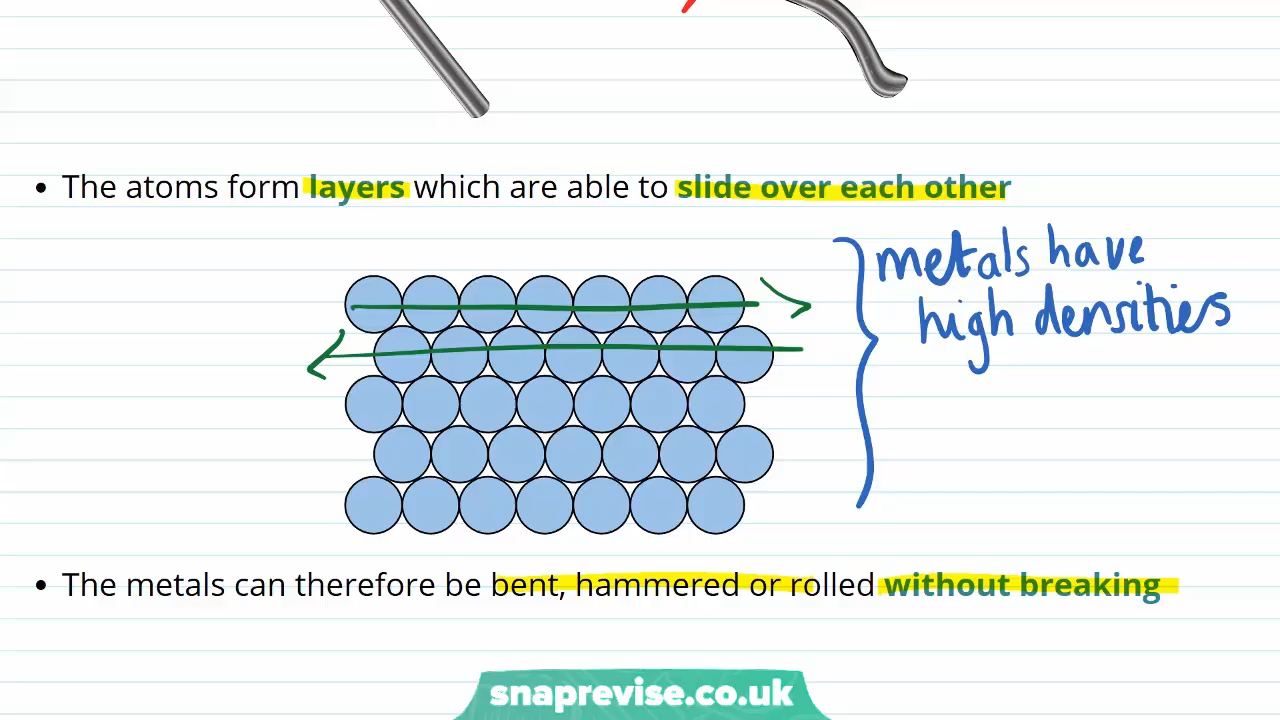 • The atoms form layers which are able to slide over each other
metals have
high densities
• The metals can therefore be bent, hammered or rolled without breaking
snaprevise.co.uk